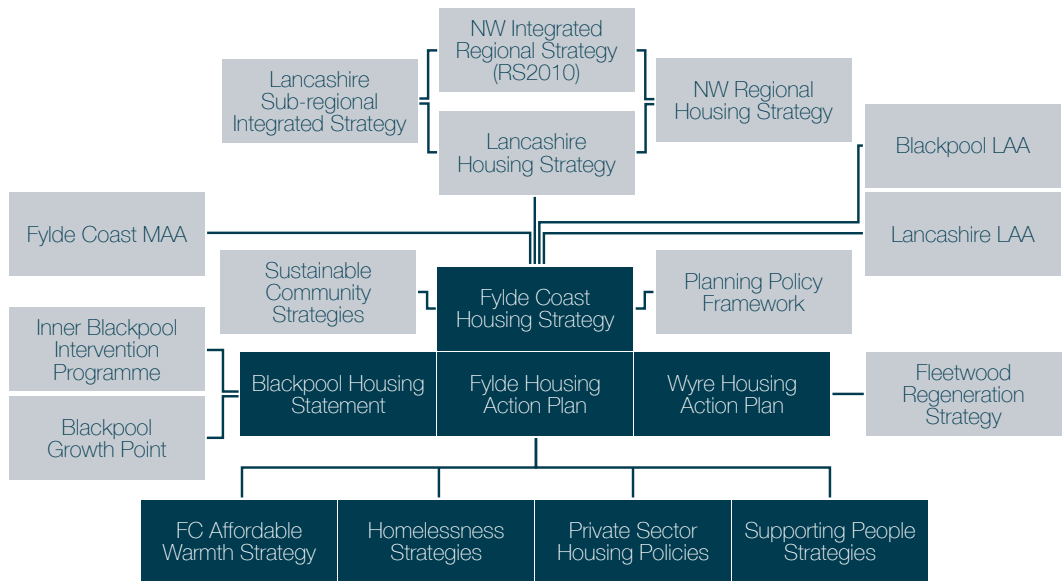 NW Integrated
Regional Strategy
(RS2010)
Lancashire
Sub-regional
Integrated Strategy
NW Regional
Housing Strategy
Lancashire
Housing Strategy
Blackpool LAA
Fylde Coast MAA
Lancashire LAA
Sustainable
Community
Strategies
Fylde Coast
Housing Strategy
Planning Policy
Framework
Inner Blackpool
Intervention
Programme
Blackpool Housing
Statement
Fylde Housing
Action Plan
Wyre Housing
Action Plan
Fleetwood
Regeneration
Strategy
Blackpool
Growth Point
FC Affordable
Warmth Strategy
Homelessness
Strategies
Private Sector
Housing Policies
Supporting People
Strategies